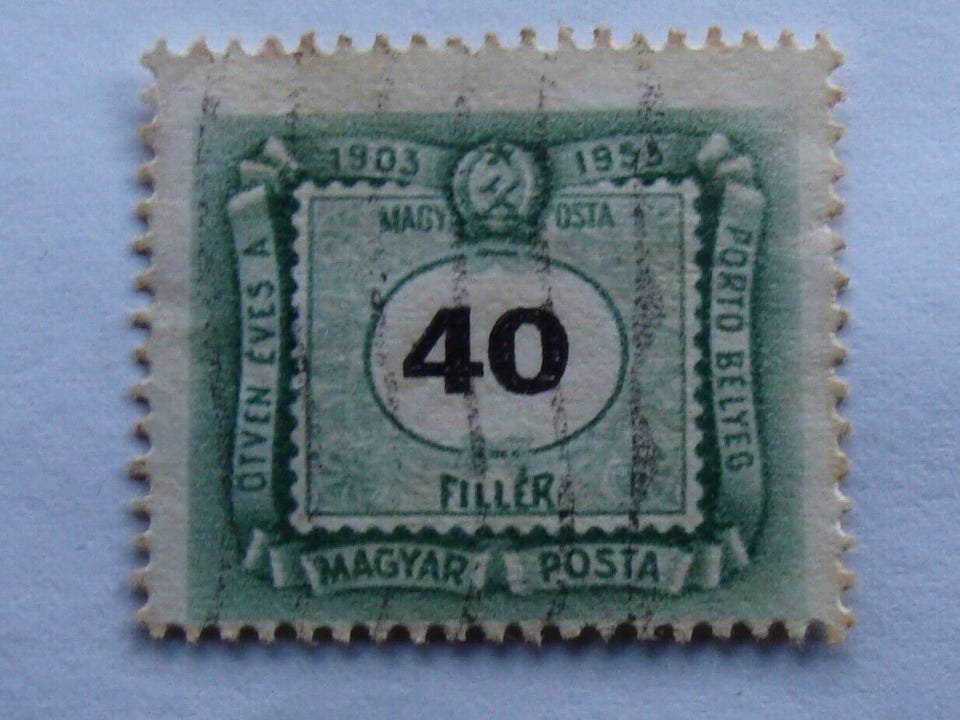 1903 1953
MAGY OSTA
ÖTVEN ÉVES A
PORTO BÉLYEG
40
FILLÉR
MAGYAR POSTA